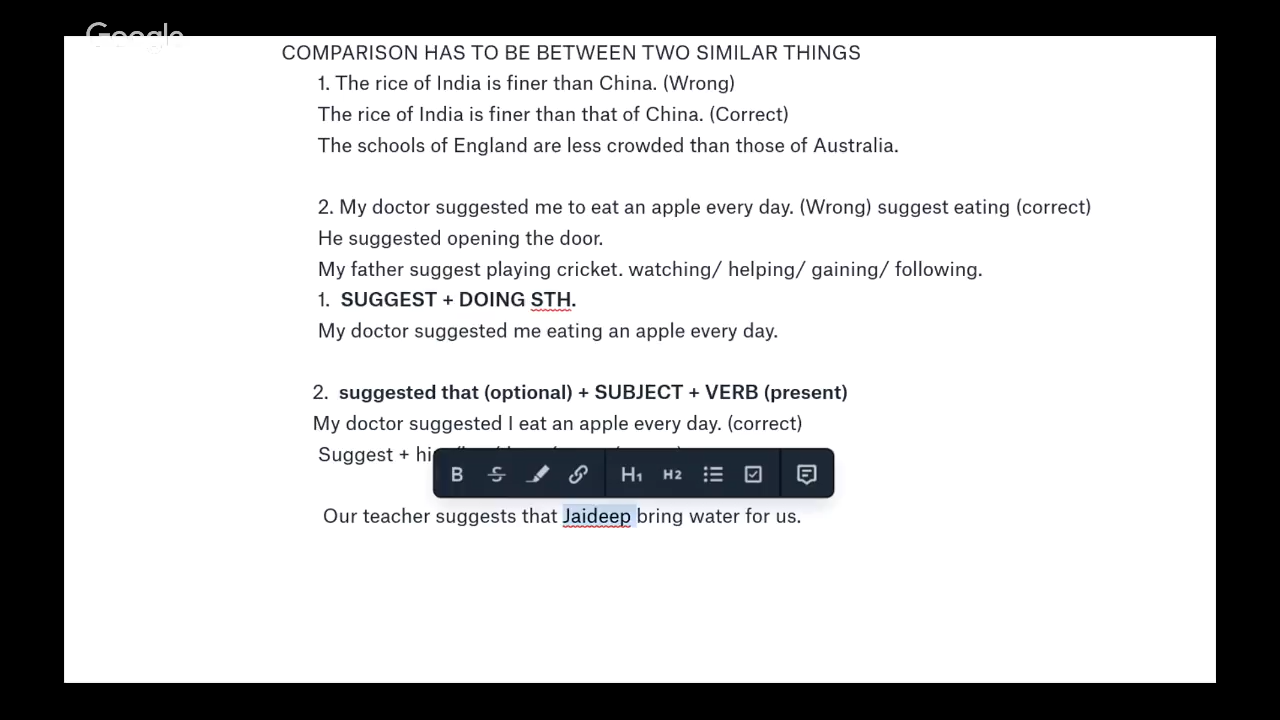 Google
COMPARISON HAS TO BE BETWEEN TWO SIMILAR THINGS
1. The rice of India is finer than China. (Wrong)
The rice of India is finer than that of China. (Correct)
The schools of England are less crowded than those of Australia.
2. My doctor suggested me to eat an apple every day. (Wrong) suggest eating (correct)
He suggested opening the door.
My father suggest playing cricket. watching/ helping/ gaining/ following.
1. SUGGEST + DOING STH.
My doctor suggested me eating an apple every day.
2. suggested that (optional) + SUBJECT + VERB (present)
My doctor suggested I eat an apple every day. (correct)
Suggest +
B S H1 H2
Our teacher suggests that Jaideep bring water for us.